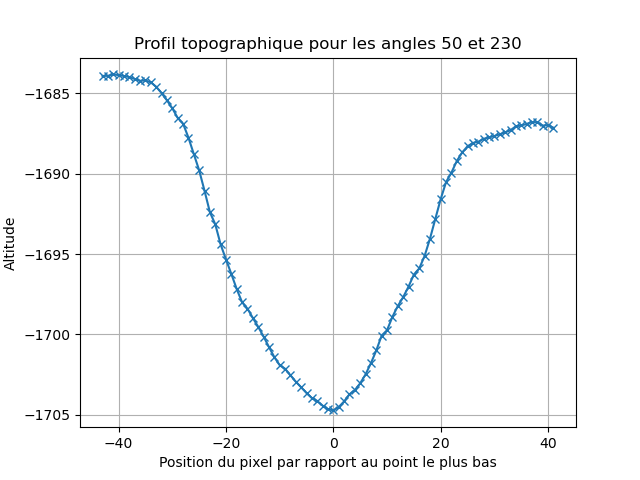 Profil topographique pour les angles 50 et 230
−1685
−1690
−1695
−1700
−1705
Altitude
−40 −20 0 20 40
Position du pixel par rapport au point le plus bas